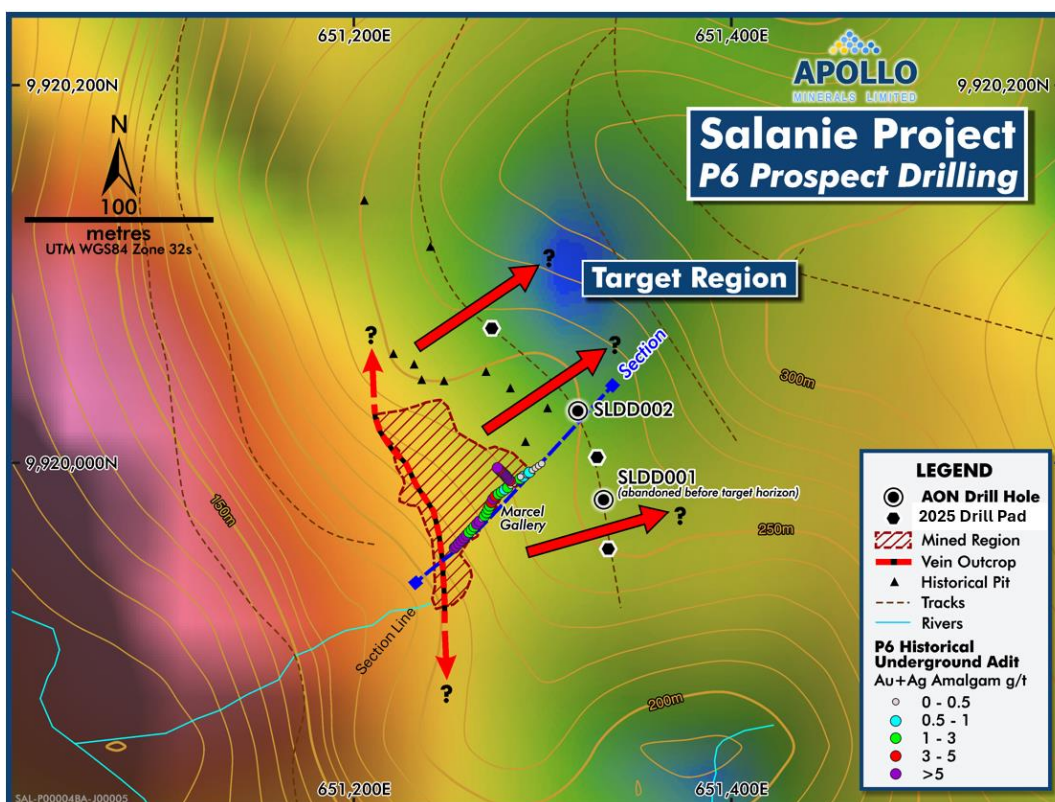 651,200E
651,400E
9,920,200N
APOLLO
MINERALS LIMITED
9,920,200N
Salanie Project
P6 Prospect Drilling
N
100
metres
UTM WGS84 Zone 32s
?
Target Region
?
?
Section
300m
SLDD002
9,920,000N
SLDD001
(abandoned before target horizon)
Marcel
Gallery
150m
?
250m
Section Line
200m
?
LEGEND
AON Drill Hole
2025 Drill Pad
Mined Region
Vein Outcrop
Historical Pit
Tracks
Rivers
P6 Historical
Underground Adit
Au+Ag Amalgam g/t
0 - 0.5
0.5 - 1
1 - 3
3 - 5
>5
651,200E
651,400E
SAL-P00004BA-J00005